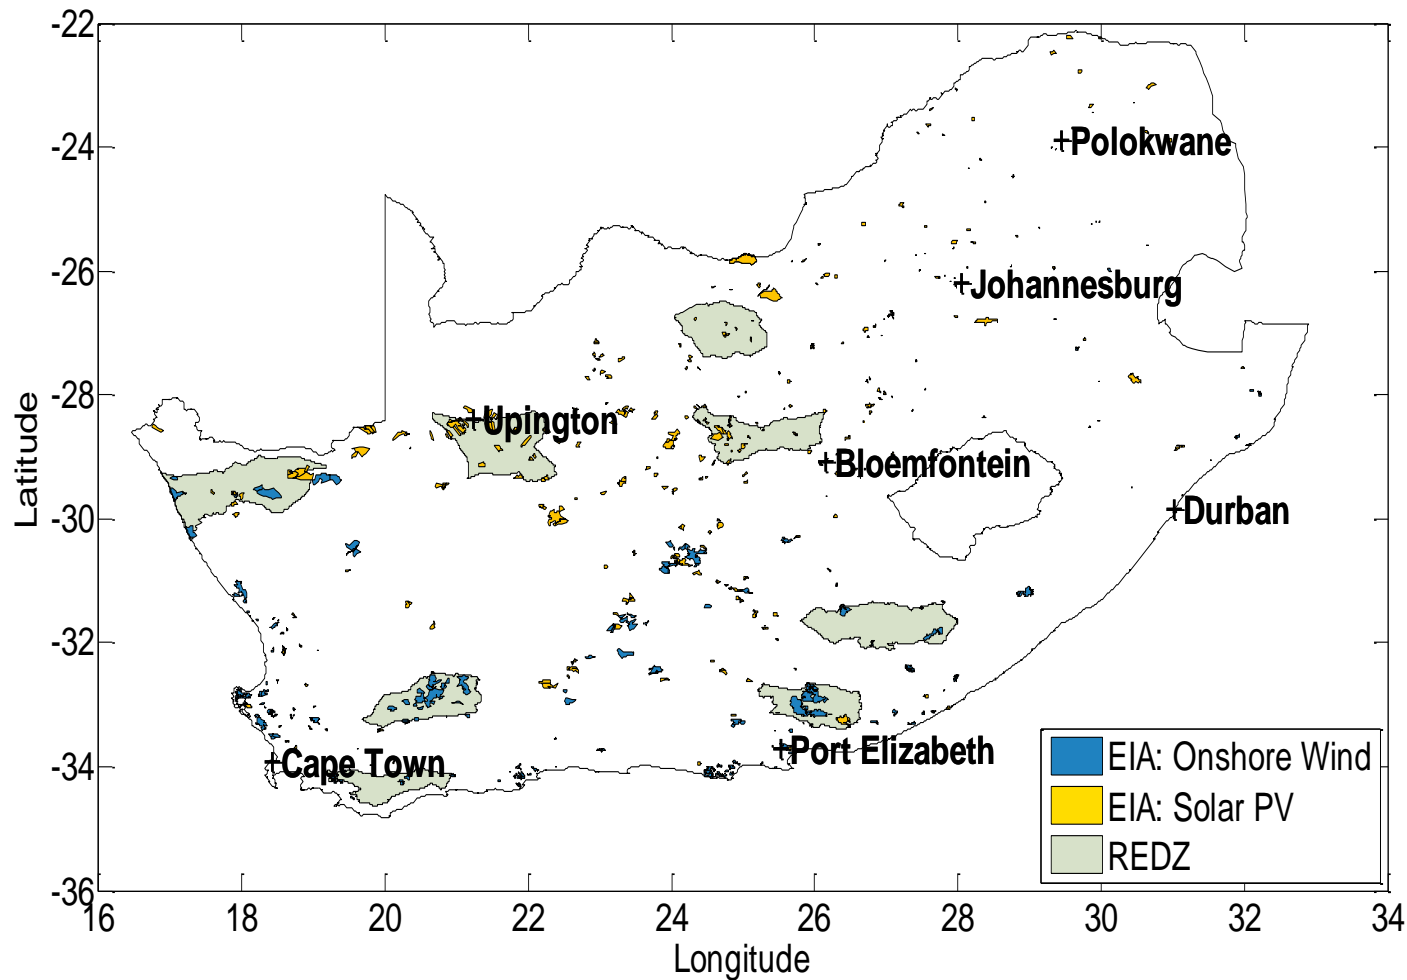 -22
-24
-26
-28
-30
-32
-34
-36
Latitude
Polokwane
Johannesburg
Upington
Bloemfontein
Durban
Port Elizabeth
Cape Town
EIA: Onshore Wind
EIA: Solar PV
REDZ
16 18 20 22 24 26 28 30 32 34
Longitude